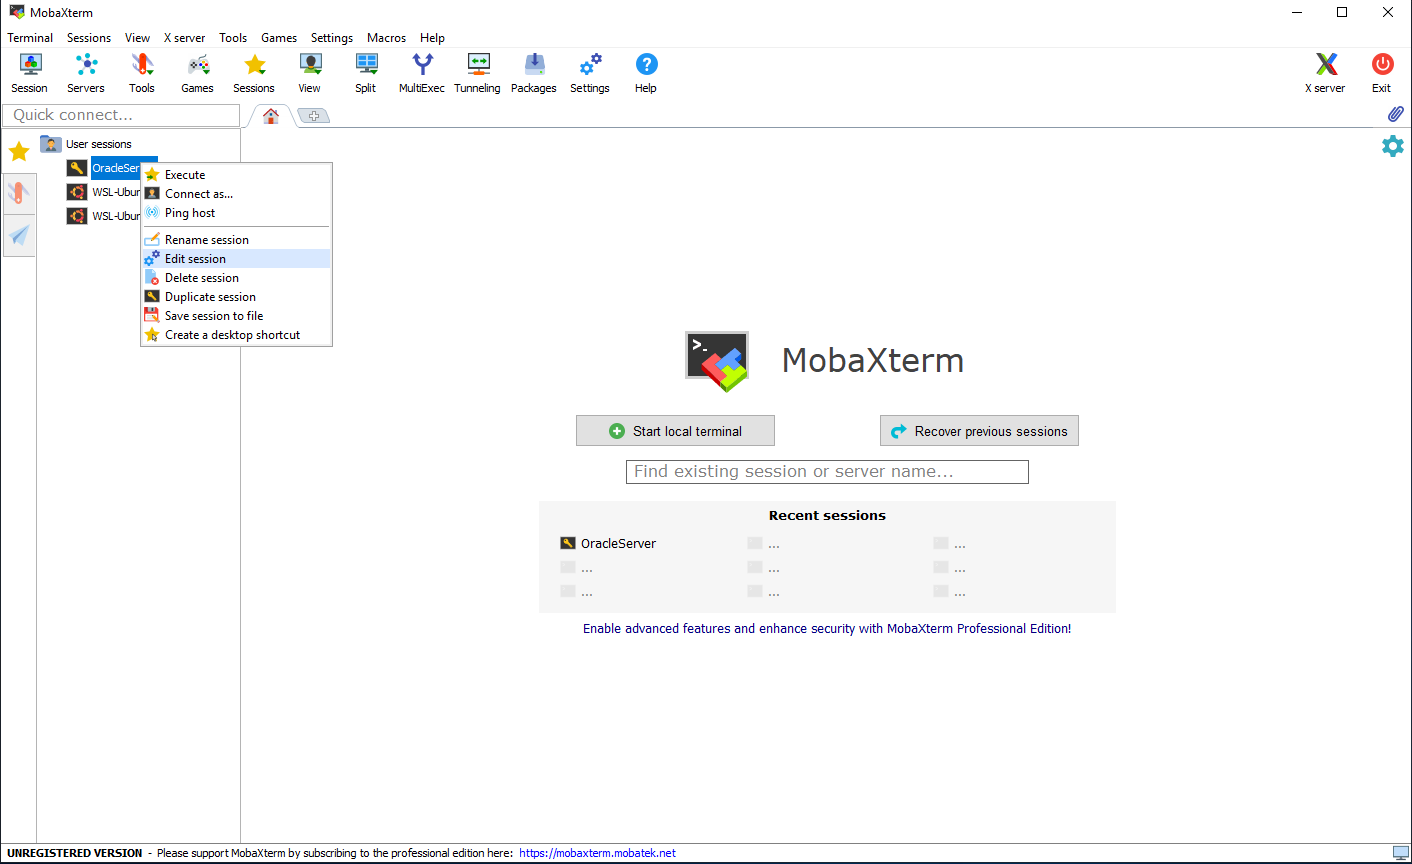 MobaXterm
Terminal Sessions View X server Tools Games Settings Macros Help
Session Servers Tools Games Sessions View Split MultiExec Tunneling Packages Settings Help X server Exit
Quick connect...
User sessions
OracleSer
WSL-Ubun
WSL-Ubun
Execute
Connect as...
Ping host
Rename session
Edit session
Delete session
Duplicate session
Save session to file
Create a desktop shortcut
>_
MobaXterm
Start local terminal
Recover previous sessions
Find existing session or server name...
Recent sessions
OracleServer ... ...
... ... ...
... ... ...
Enable advanced features and enhance security with MobaXterm Professional Edition!
UNREGISTERED VERSION - Please support MobaXterm by subscribing to the professional edition here: https://mobaxterm.mobatek.net